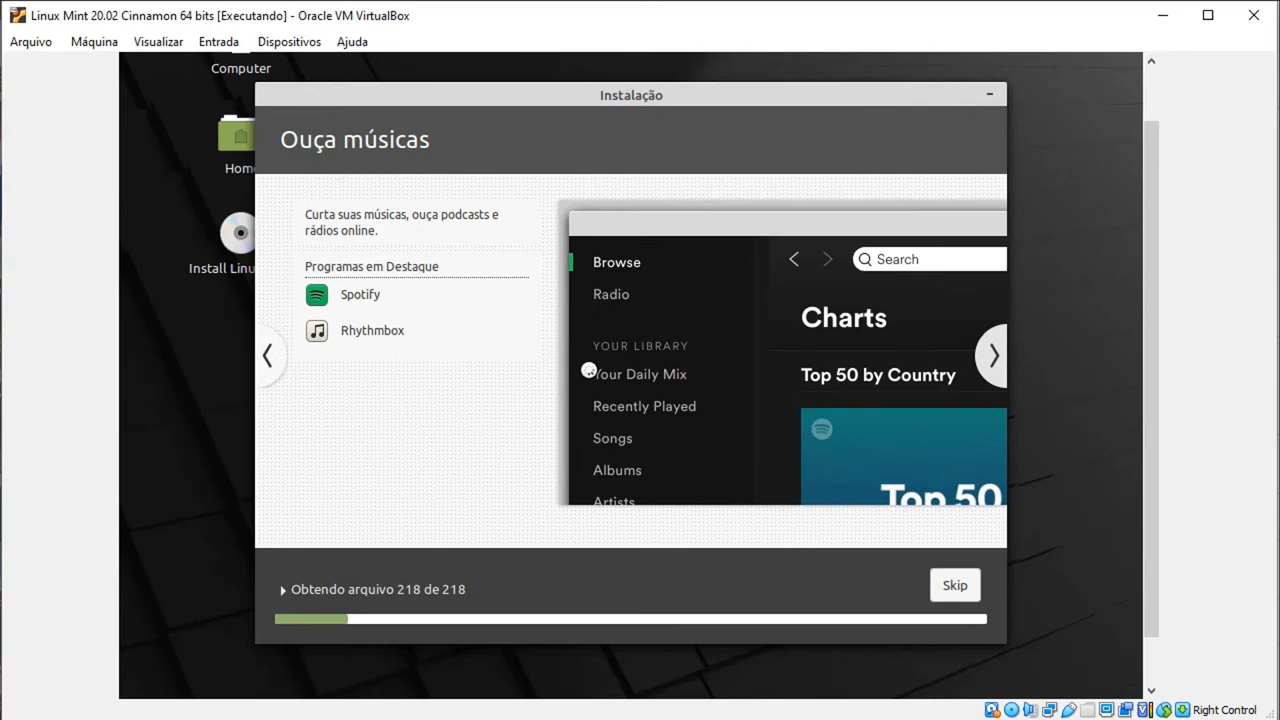 Linux Mint 20.02 Cinnamon 64 bits [Executando] - Oracle VM VirtualBox
Arquivo Máquina Visualizar Entrada Dispositivos Ajuda
Computer
Instalação
Ouça músicas
Home
Install Linu
Curta suas músicas, ouça podcasts e
rádios online.
Programas em Destaque
Spotify
Rhythmbox
Browse
Radio
YOUR LIBRARY
Your Daily Mix
Recently Played
Songs
Albums
Artists
Search
Charts
Top 50 by Country
Top 50
Obtendo arquivo 218 de 218
Skip
Right Control